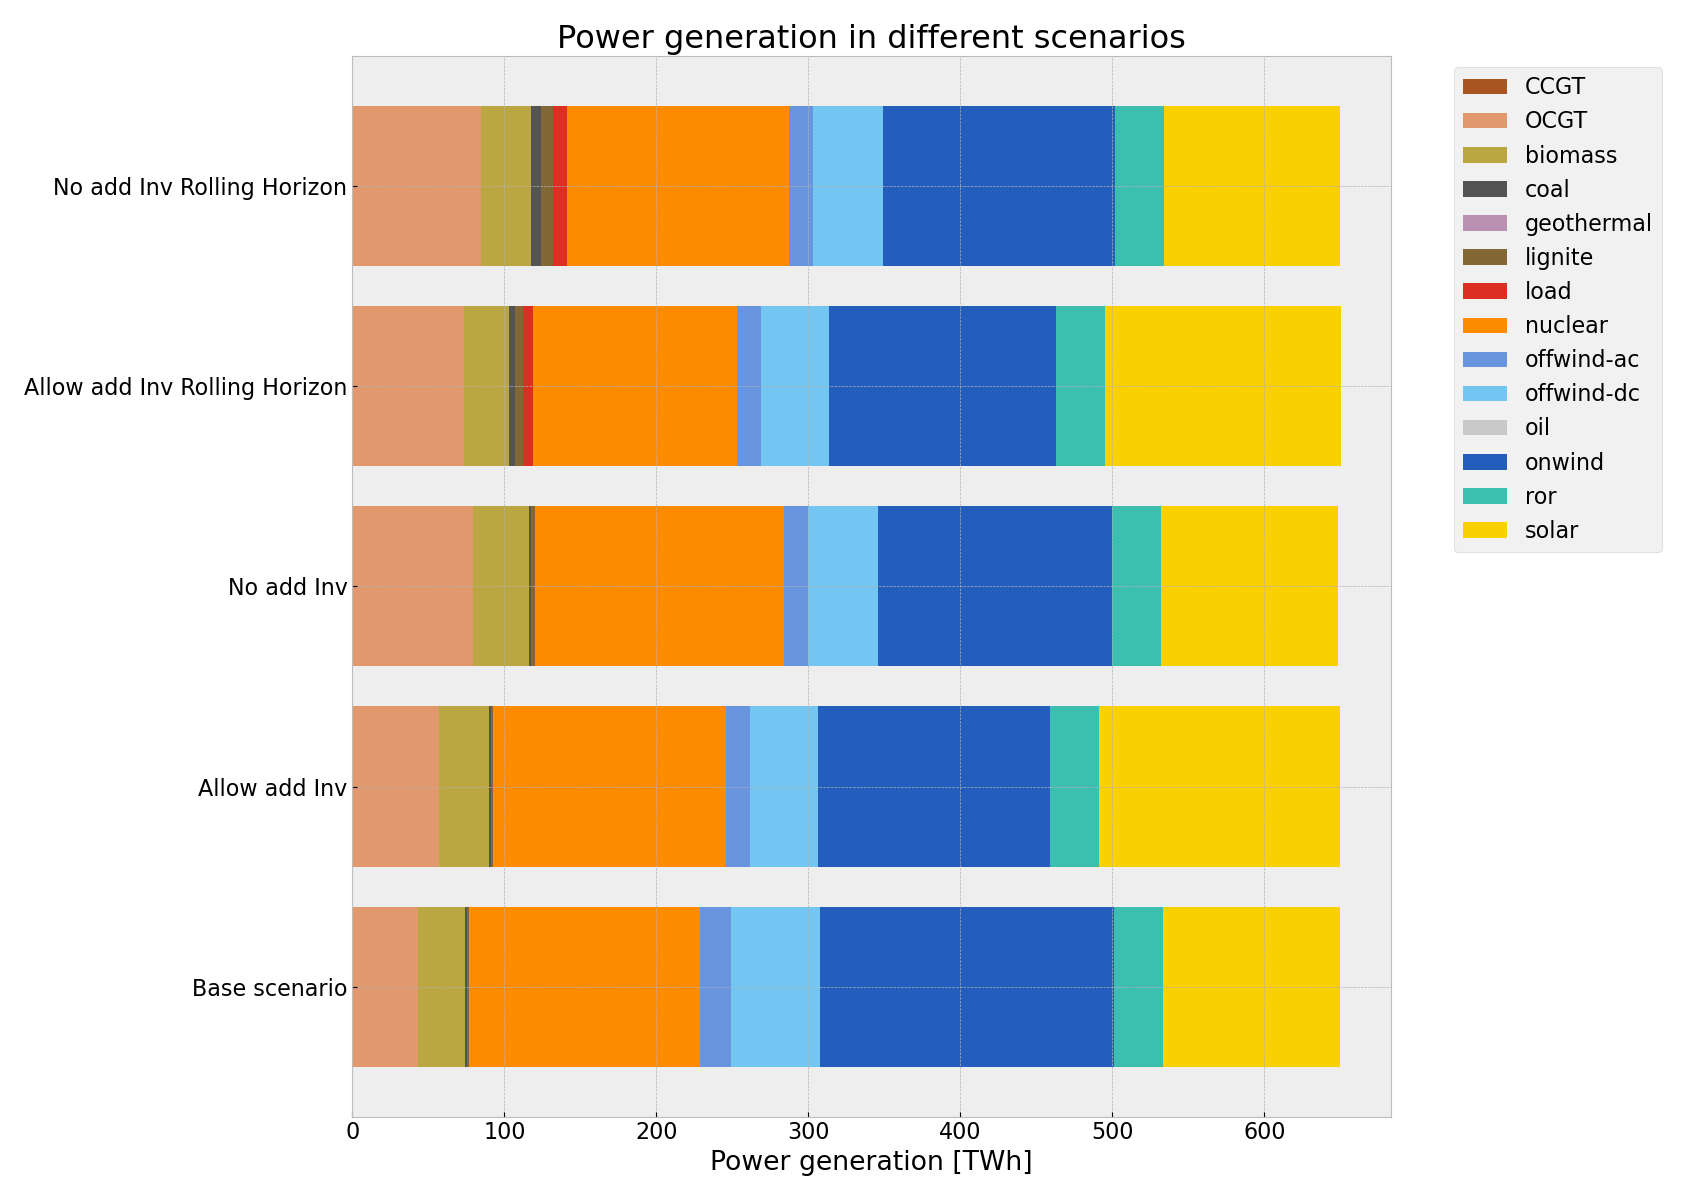 Power generation in different scenarios
No add Inv Rolling Horizon
Allow add Inv Rolling Horizon
No add Inv
Allow add Inv
Base scenario
0 100 200 300 400 500 600
Power generation [TWh]
CCGT
OCGT
biomass
coal
geothermal
lignite
load
nuclear
offwind-ac
offwind-dc
oil
onwind
ror
solar